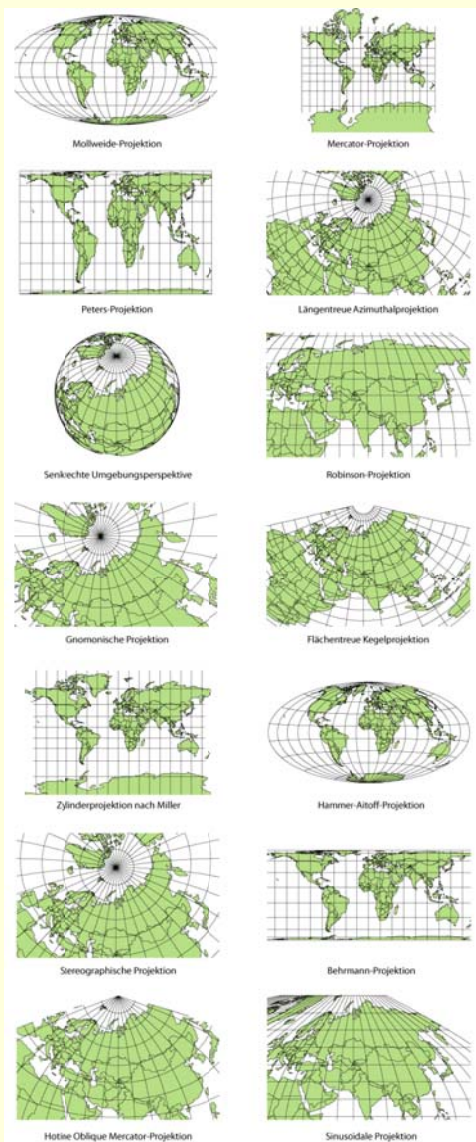 Mollweide-Projektion
Mercator-Projektion
Peters-Projektion
Längentreue Azimuthalprojektion
Senkrechte Umgebungsperspektive
Robinson-Projektion
Gnomonische Projektion
Flächentreue Kegelprojektion
Zylinderprojektion nach Miller
Hammer-Aitoff-Projektion
Stereographische Projektion
Behrmann-Projektion
Hotine Oblique Mercator-Projektion
Sinusoidale Projektion